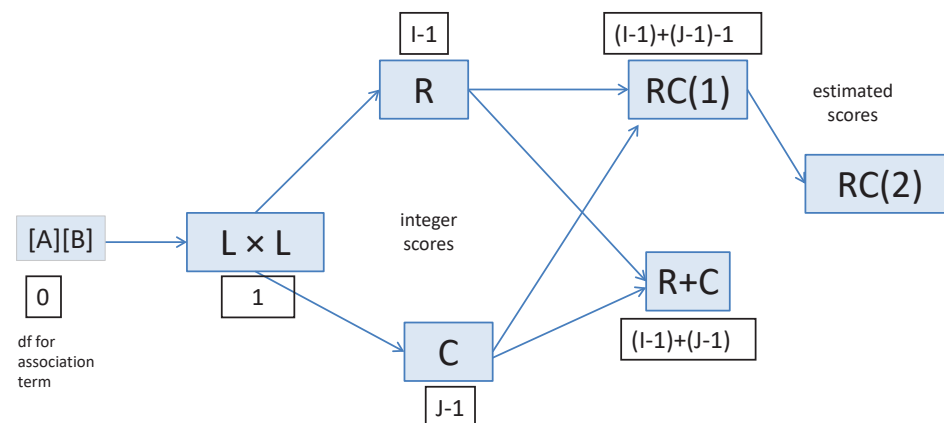 I-1
R
(I-1)+(J-1)-1
RC(1)
estimated
scores
RC(2)
[A][B]
0
df for
association
term
L × L
1
integer
scores
C
J-1
R+C
(I-1)+(J-1)